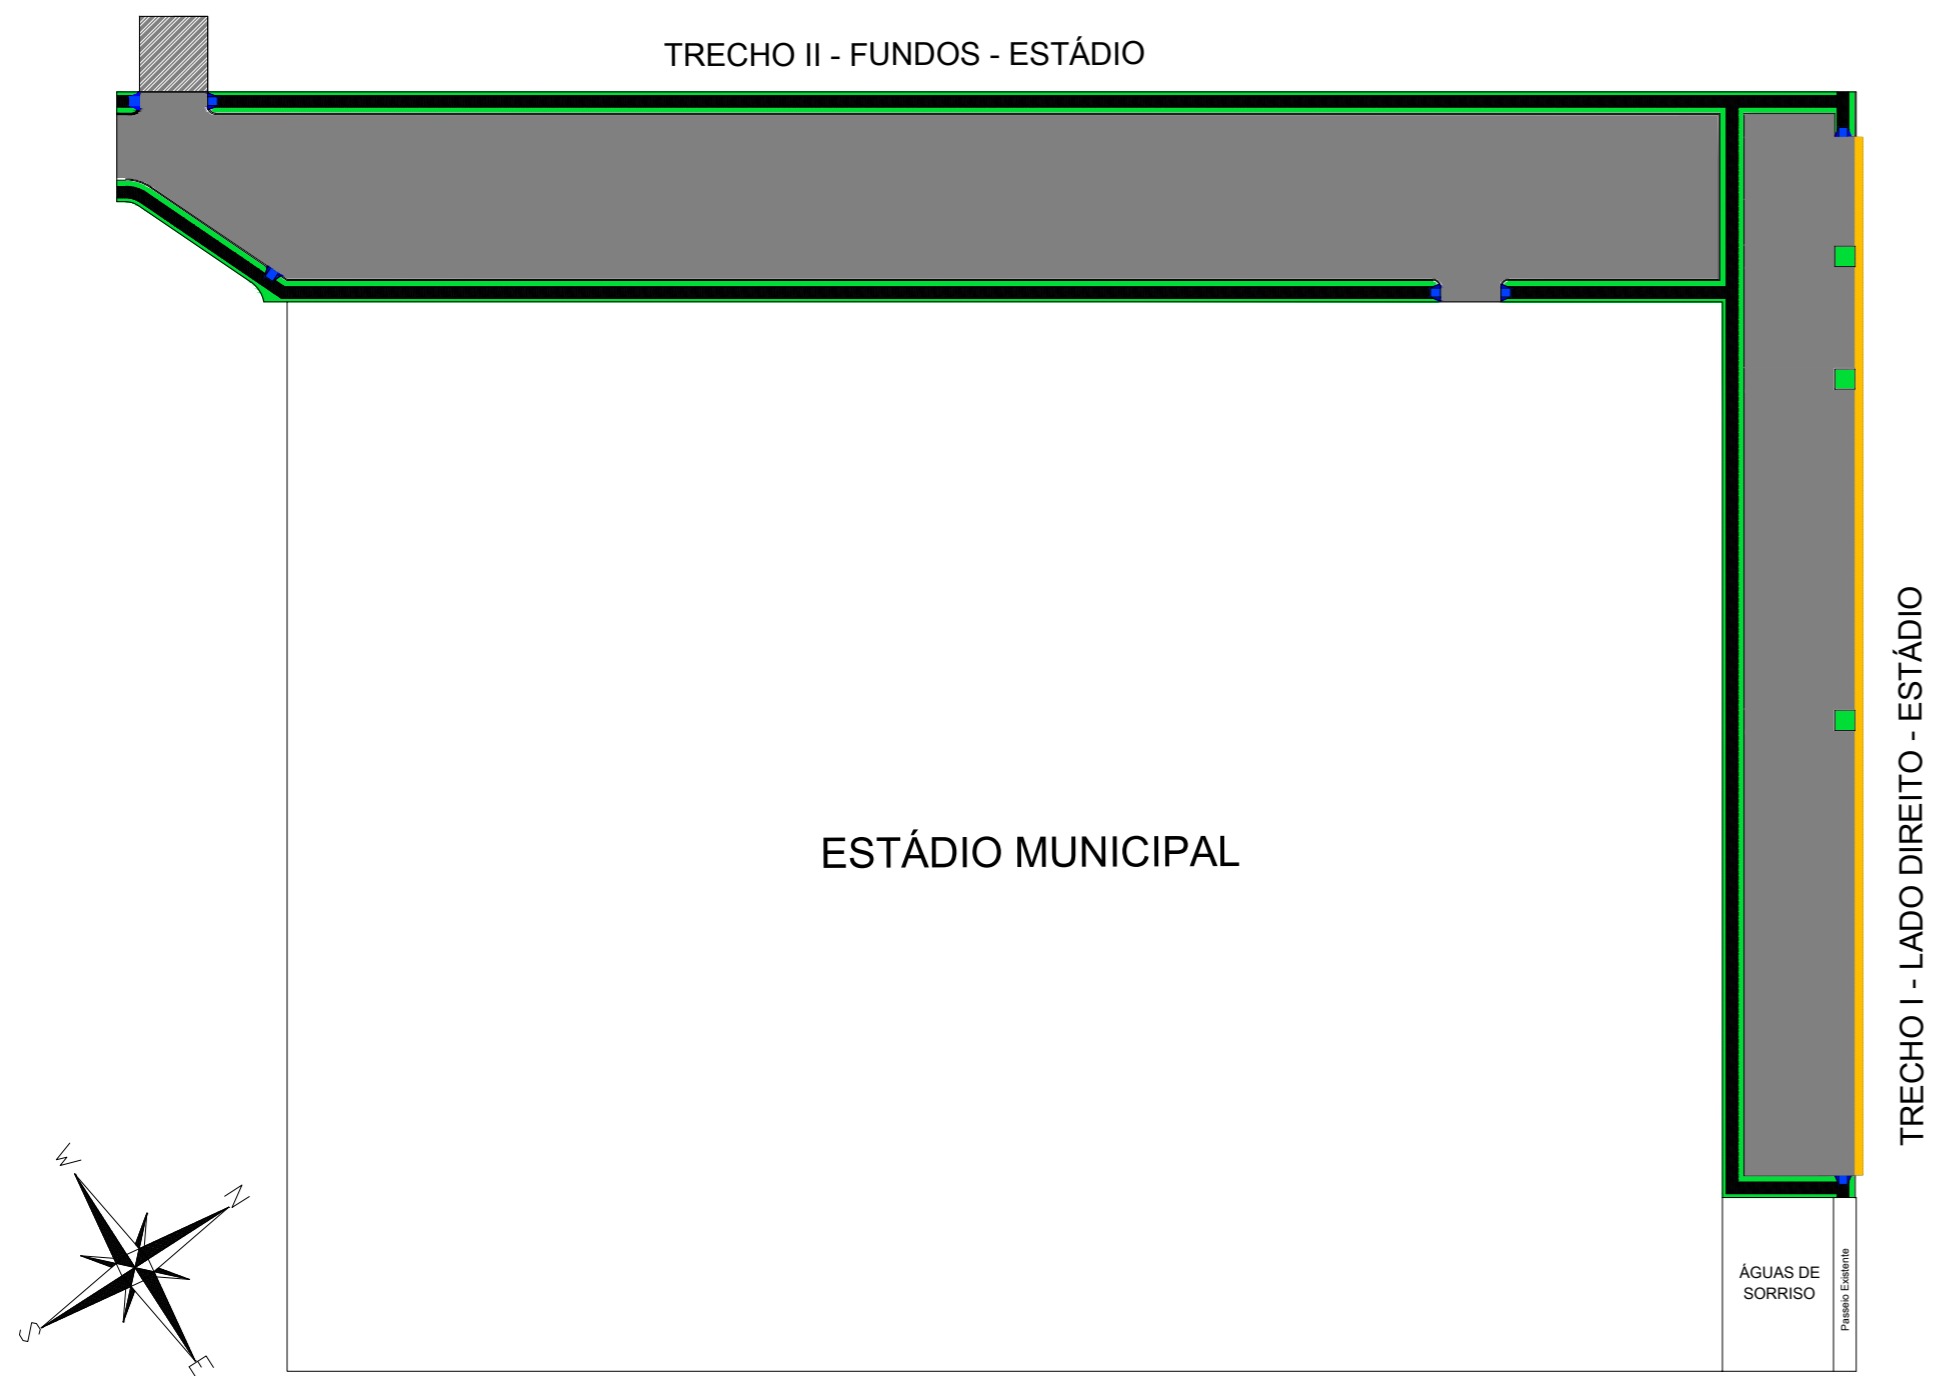 TRECHO II - FUNDOS - ESTÁDIO
TRECHO I - LADO DIREITO - ESTÁDIO
ESTÁDIO MUNICIPAL
W
N
S
E
ÁGUAS DE
SORRISO
Passeio Existente